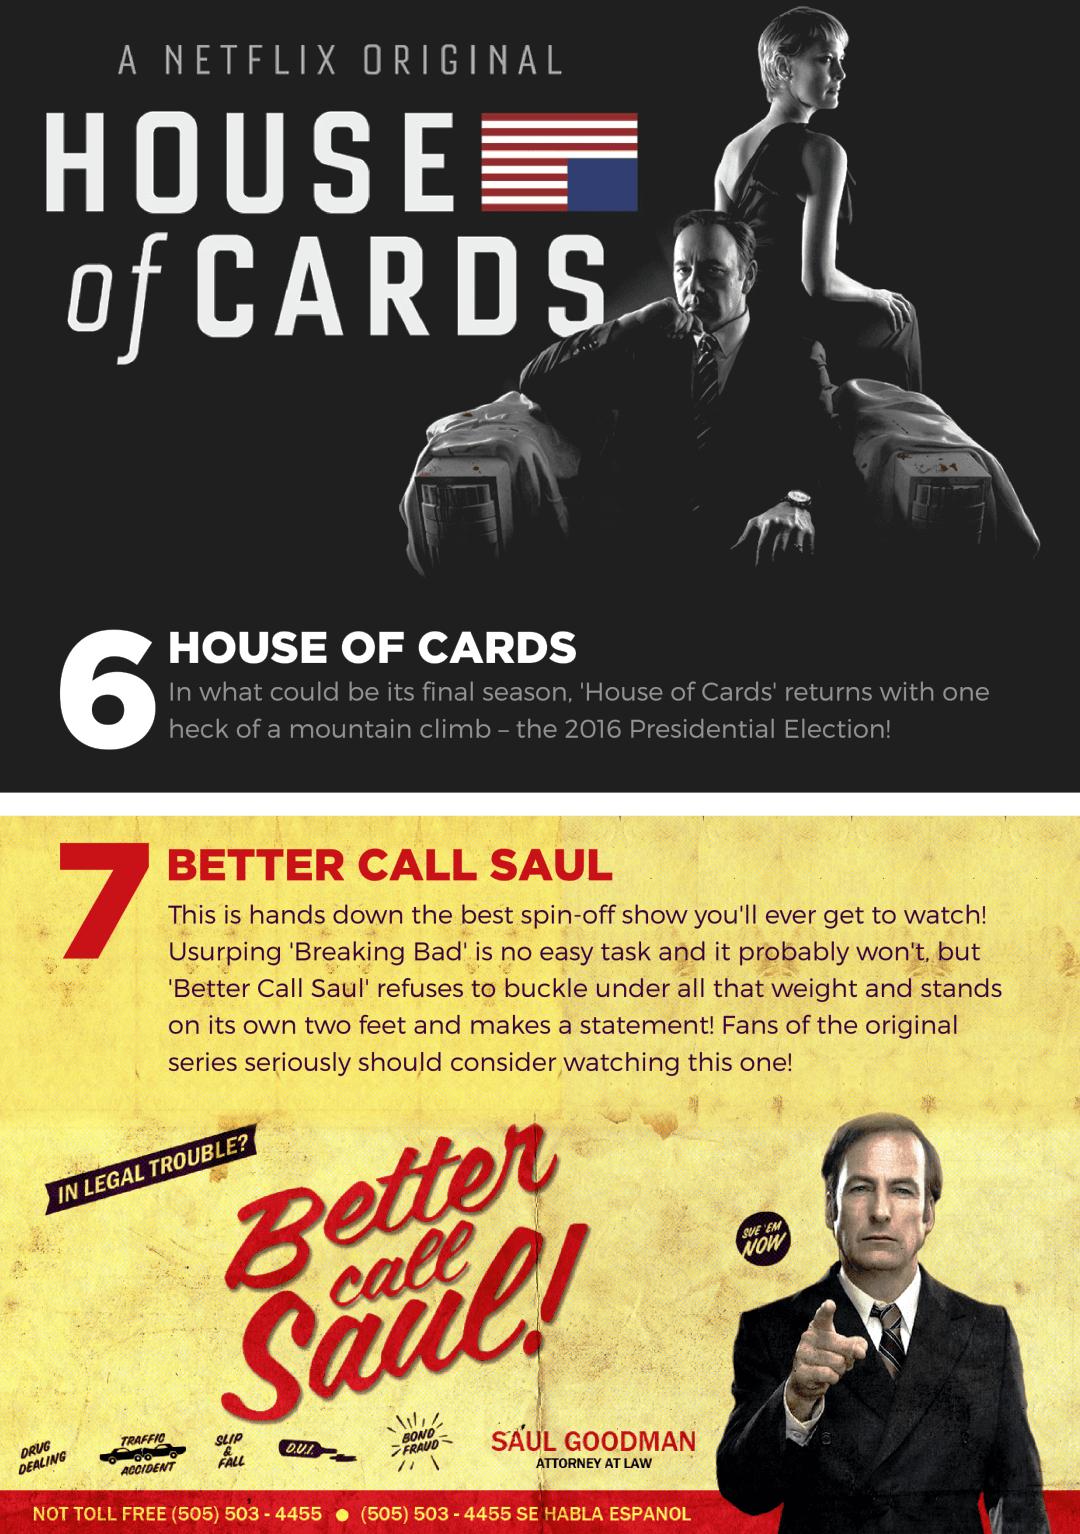 A NETFLIX ORIGINAL
HOUSE
of CARDS
6
HOUSE OF CARDS
In what could be its final season, 'House of Cards' returns with one
heck of a mountain climb – the 2016 Presidential Election!
7
BETTER CALL SAUL
This is hands down the best spin-off show you'll ever get to watch!
Usurping 'Breaking Bad' is no easy task and it probably won't, but
'Better Call Saul' refuses to buckle under all that weight and stands
on its own two feet and makes a statement! Fans of the original
series seriously should consider watching this one!
IN LEGAL TROUBLE?
Better
call
Saul!
SUE 'EM
NOW
DRUG
DEALING
TRAFFIC
ACCIDENT
SLIP
&
FALL
D.U.I.
BOND
FRAUD
SAUL GOODMAN
ATTORNEY AT LAW
NOT TOLL FREE (505) 503 - 4455 ● (505) 503 - 4455 SE HABLA ESPANOL